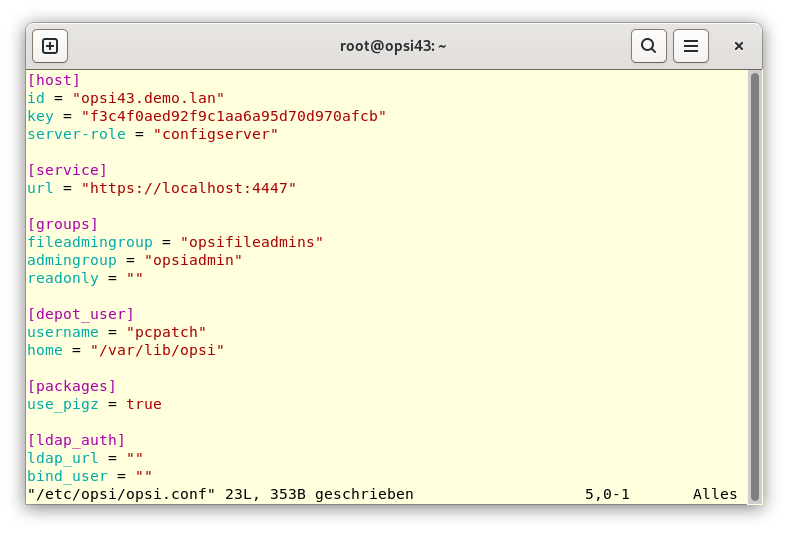 root@opsi43: ~
[host]
id = "opsi43.demo.lan"
key = "f3c4f0aed92f9c1aa6a95d70d970afcb"
server-role = "configserver"
[service]
url = "https://localhost:4447"
[groups]
fileadmingroup = "opsifileadmins"
admingroup = "opsiadmin"
readonly = ""
[depot_user]
username = "pcpatch"
home = "/var/lib/opsi"
[packages]
use_pigz = true
[ldap_auth]
ldap_url = ""
bind_user = ""
"/etc/opsi/opsi.conf" 23L, 353B geschrieben 5,0-1 Alles